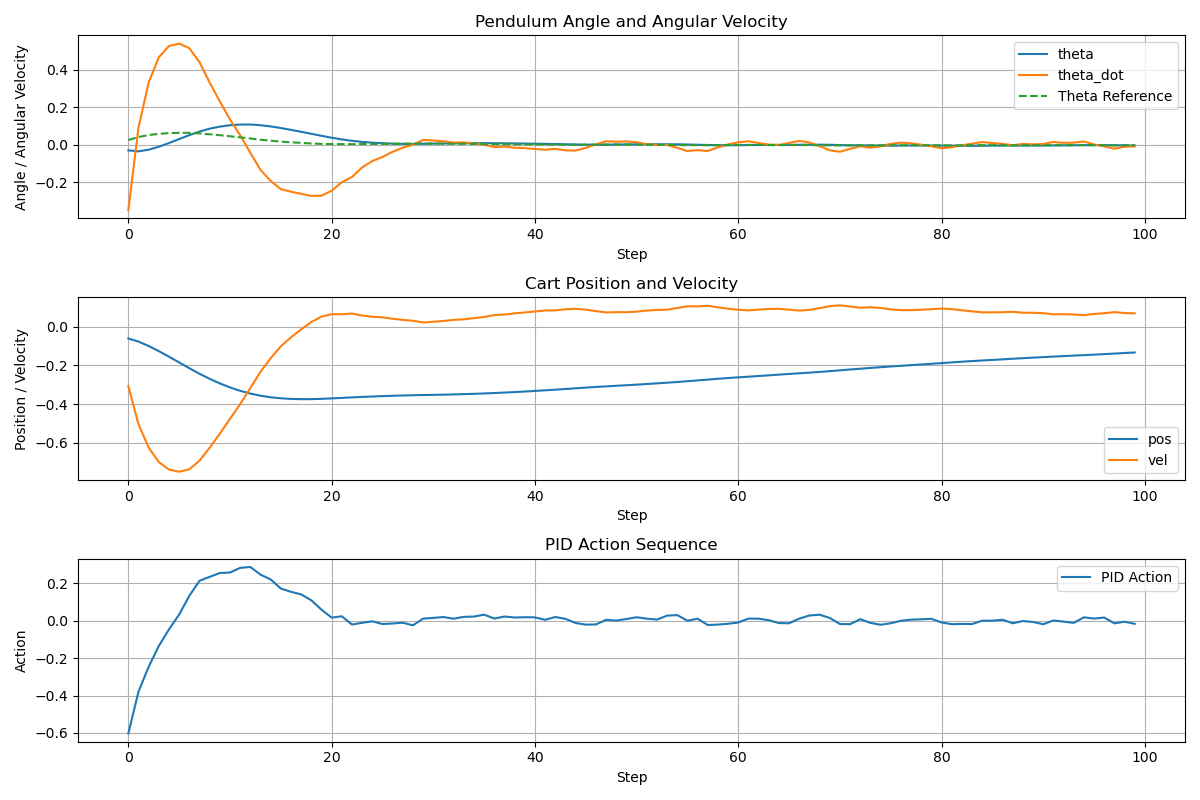 Pendulum Angle and Angular Velocity
Angle / Angular Velocity
0.4
0.2
0.0
−0.2
theta
theta_dot
Theta Reference
0 20 40 60 80 100
Step
Cart Position and Velocity
Position / Velocity
0.0
−0.2
−0.4
−0.6
pos
vel
0 20 40 60 80 100
Step
PID Action Sequence
Action
0.2
0.0
−0.2
−0.4
−0.6
PID Action
0 20 40 60 80 100
Step